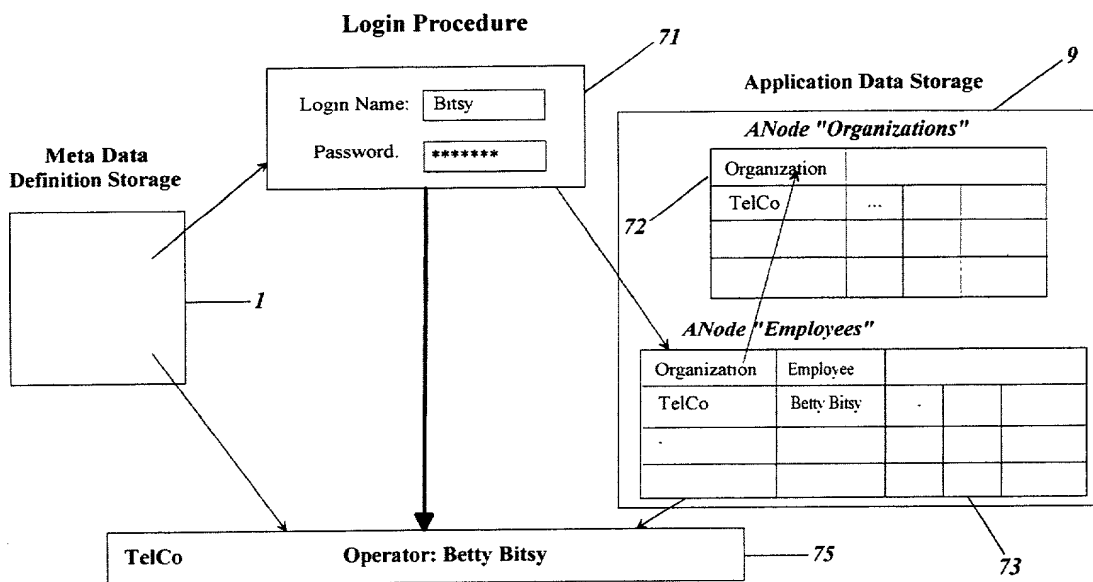 Login Procedure
71
Login Name: Bitsy
Password. *******
Meta Data
Definition Storage
1
Application Data Storage
9
ANode "Organizations"
Organization
TelCo ...
72
ANode "Employees"
Organization Employee
TelCo Betty Bitsy
73
TelCo Operator: Betty Bitsy
75